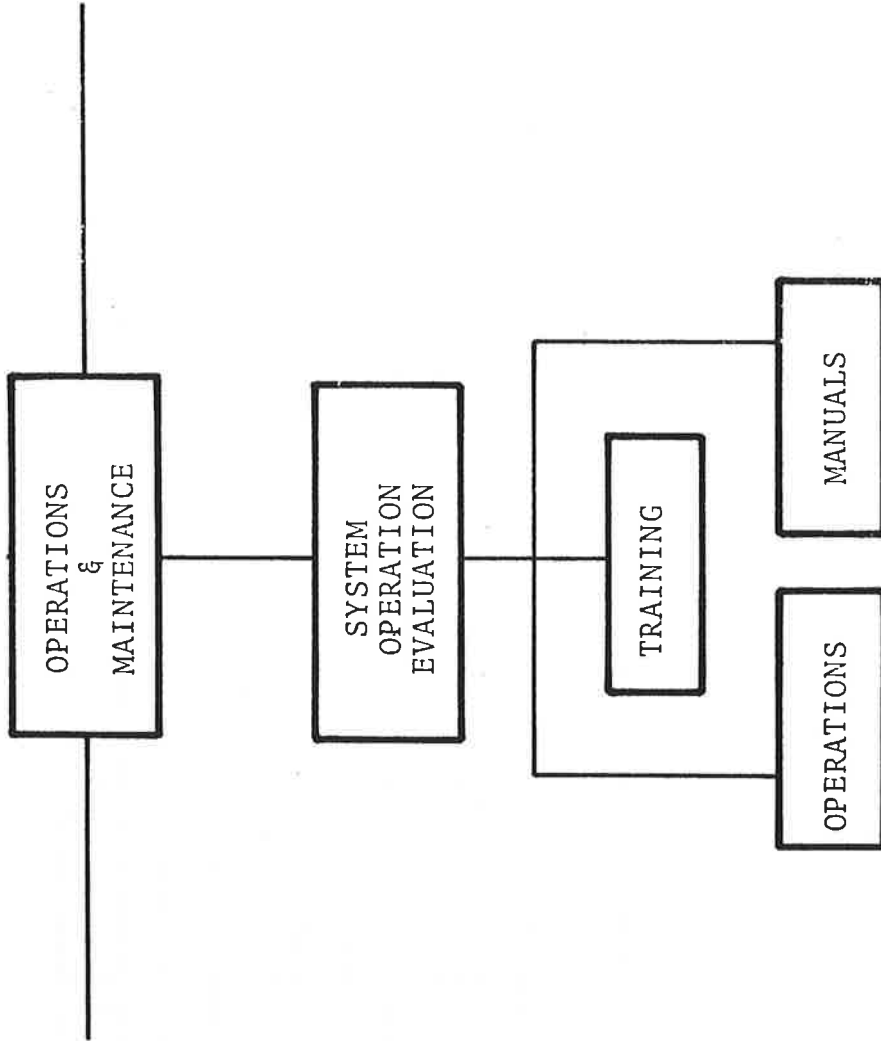 OPERATIONS
&
MAINTENANCE
SYSTEM
OPERATION
EVALUATION
TRAINING
OPERATIONS
MANUALS